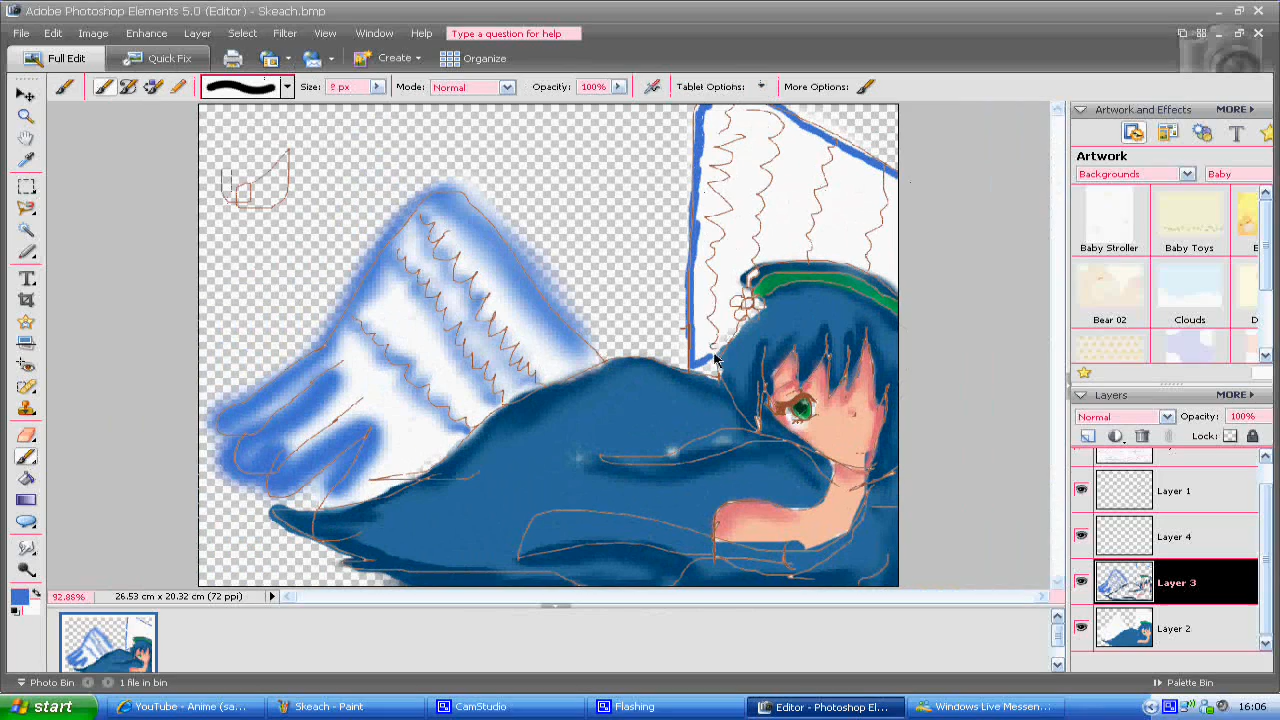 Adobe Photoshop Elements 5.0 (Editor) - Skeach.bmp
File Edit Image Enhance Layer Select Filter View Window Help Type a question for help
Full Edit Quick Fix Create Organize
Size: px Mode: Normal Opacity: 100% Tablet Options: More Options:
Artwork and Effects MORE
Artwork
Backgrounds Baby
Baby Stroller Baby Toys
Bear 02 Clouds
Layers MORE
Normal Opacity: 100%
Lock:
Layer 1
Layer 4
Layer 3
Layer 2
92.86% 26.53 cm x 20.32 cm (72 ppi)
Photo Bin 1 file in bin Palette Bin
start YouTube - Anime (sa... Skeach - Paint CamStudio Flashing Editor - Photoshop El... Windows Live Messen... 16:06